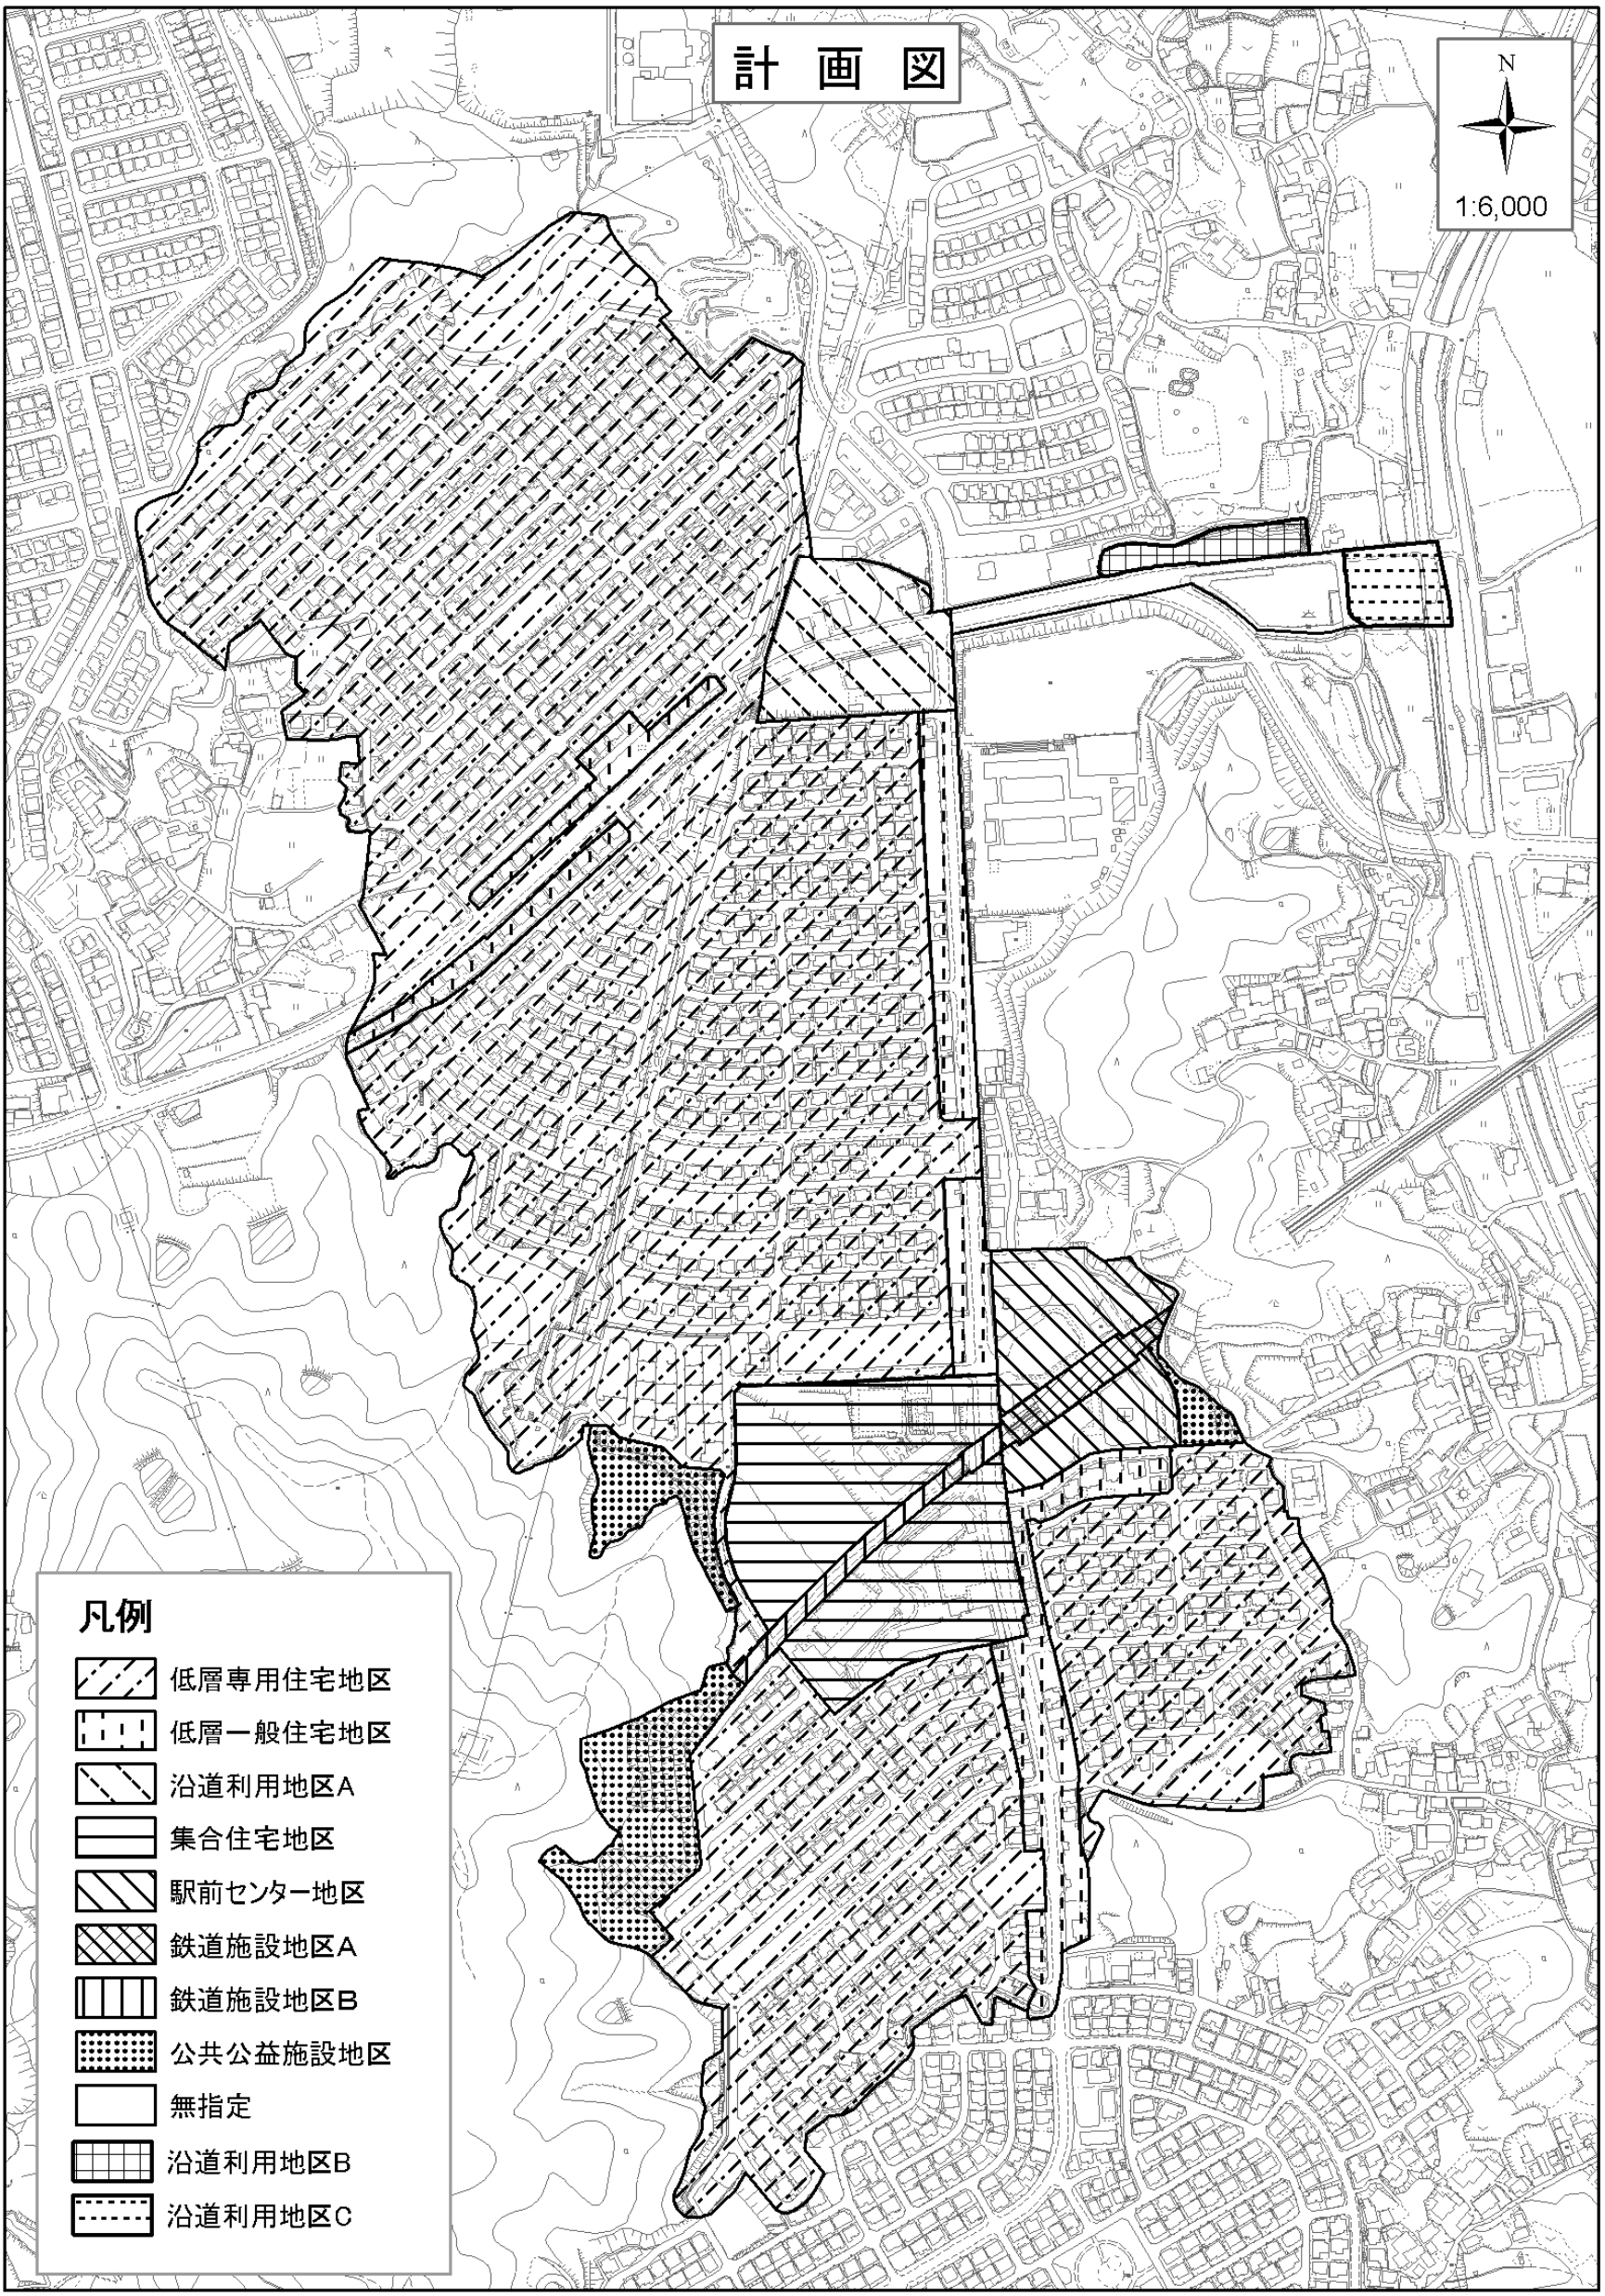 計画図
N
1:6,000
凡例
低層専用住宅地区
低層一般住宅地区
沿道利用地区A
集合住宅地区
駅前センター地区
鉄道施設地区A
鉄道施設地区B
公共公益施設地区
無指定
沿道利用地区B
沿道利用地区C